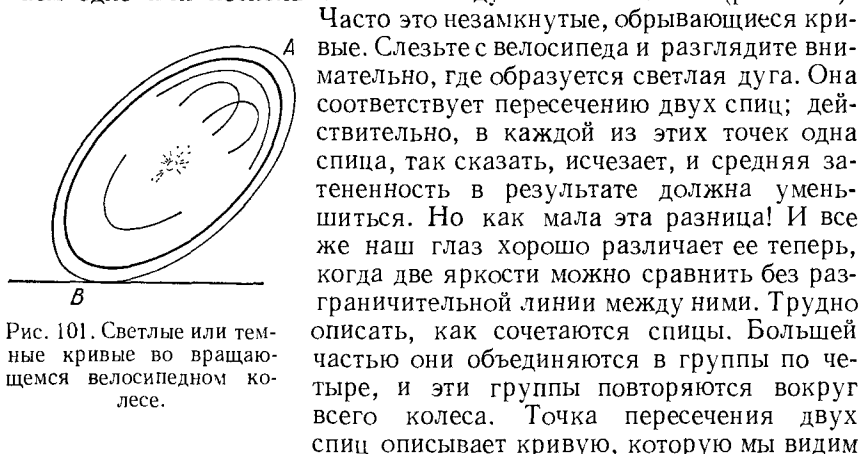 Часто это незамкнутые, обрывающиеся кри-
вые. Слезьте с велосипеда и разглядите вни-
мательно, где образуется светлая дуга. Она
соответствует пересечению двух спиц; дей-
ствительно, в каждой из этих точек одна
спица, так сказать, исчезает, и средняя за-
тененность в результате должна умень-
шиться. Но как мала эта разница! И все
же наш глаз хорошо различает ее теперь,
когда две яркости можно сравнить без раз-
граничительной линии между ними. Трудно
описать, как сочетаются спицы. Большей
частью они объединяются в группы по че-
тыре, и эти группы повторяются вокруг
всего колеса. Точка пересечения двух
спиц описывает кривую, которую мы видим
A
B
Рис. 101. Светлые или тем-
ные кривые во вращаю-
щемся велосипедном ко-
лесе.